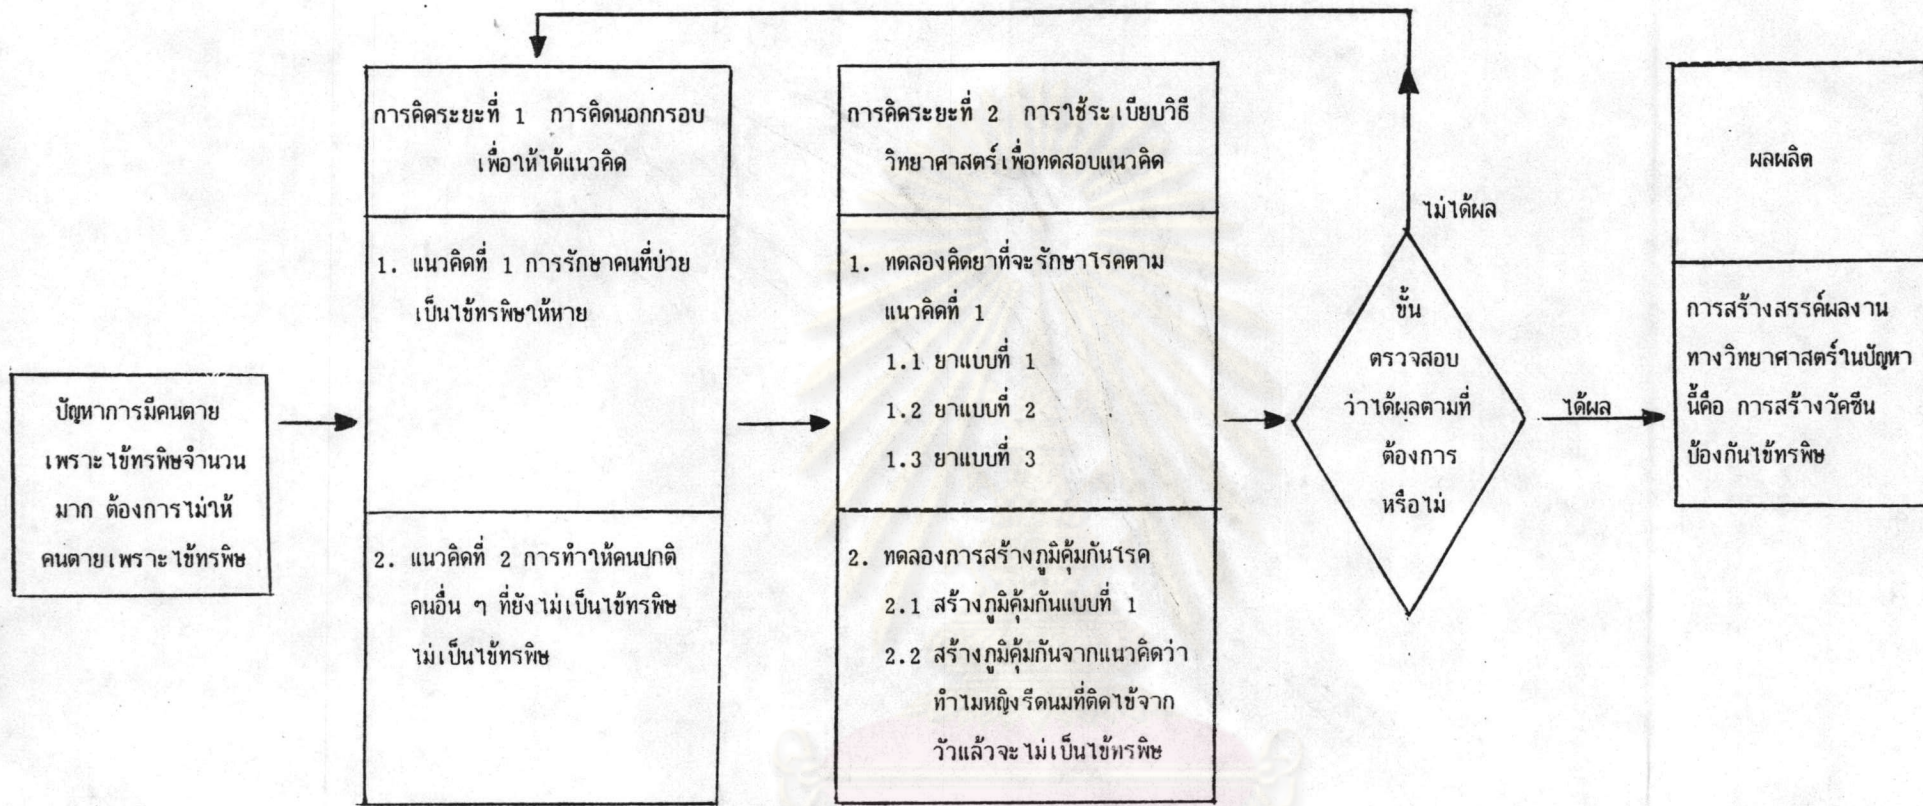 ปัญหาการมีคนตาย
เพราะไข้ทรพิษจำนวน
มาก ต้องการไม่ให้
คนตายเพราะไข้ทรพิษ
การคิดระยะที่ 1 การคิดนอกกรอบ
เพื่อให้ได้แนวคิด
1. แนวคิดที่ 1 การรักษาคนที่ป่วย
เป็นไข้ทรพิษให้หาย
2. แนวคิดที่ 2 การทำให้คนปกติ
คนอื่น ๆ ที่ยังไม่เป็นไข้ทรพิษ
ไม่เป็นไข้ทรพิษ
การคิดระยะที่ 2 การใช้ระเบียบวิธี
วิทยาศาสตร์เพื่อทดสอบแนวคิด
1. ทดลองคิดยาที่จะรักษาโรคตาม
แนวคิดที่ 1
1.1 ยาแบบที่ 1
1.2 ยาแบบที่ 2
1.3 ยาแบบที่ 3
2. ทดลองการสร้างภูมิคุ้มกันโรค
2.1 สร้างภูมิคุ้มกันแบบที่ 1
2.2 สร้างภูมิคุ้มกันจากแนวคิดว่า
ทำไมหญิงรีดนมที่ติดไข้จาก
วัวแล้วจะไม่เป็นไข้ทรพิษ
ไม่ได้ผล
ขั้น
ตรวจสอบ
ว่าได้ผลตามที่
ต้องการ
หรือไม่
ได้ผล
ผลผลิต
การสร้างสรรค์ผลงาน
ทางวิทยาศาสตร์ในปัญหา
นี้คือ การสร้างวัคซีน
ป้องกันไข้ทรพิษ